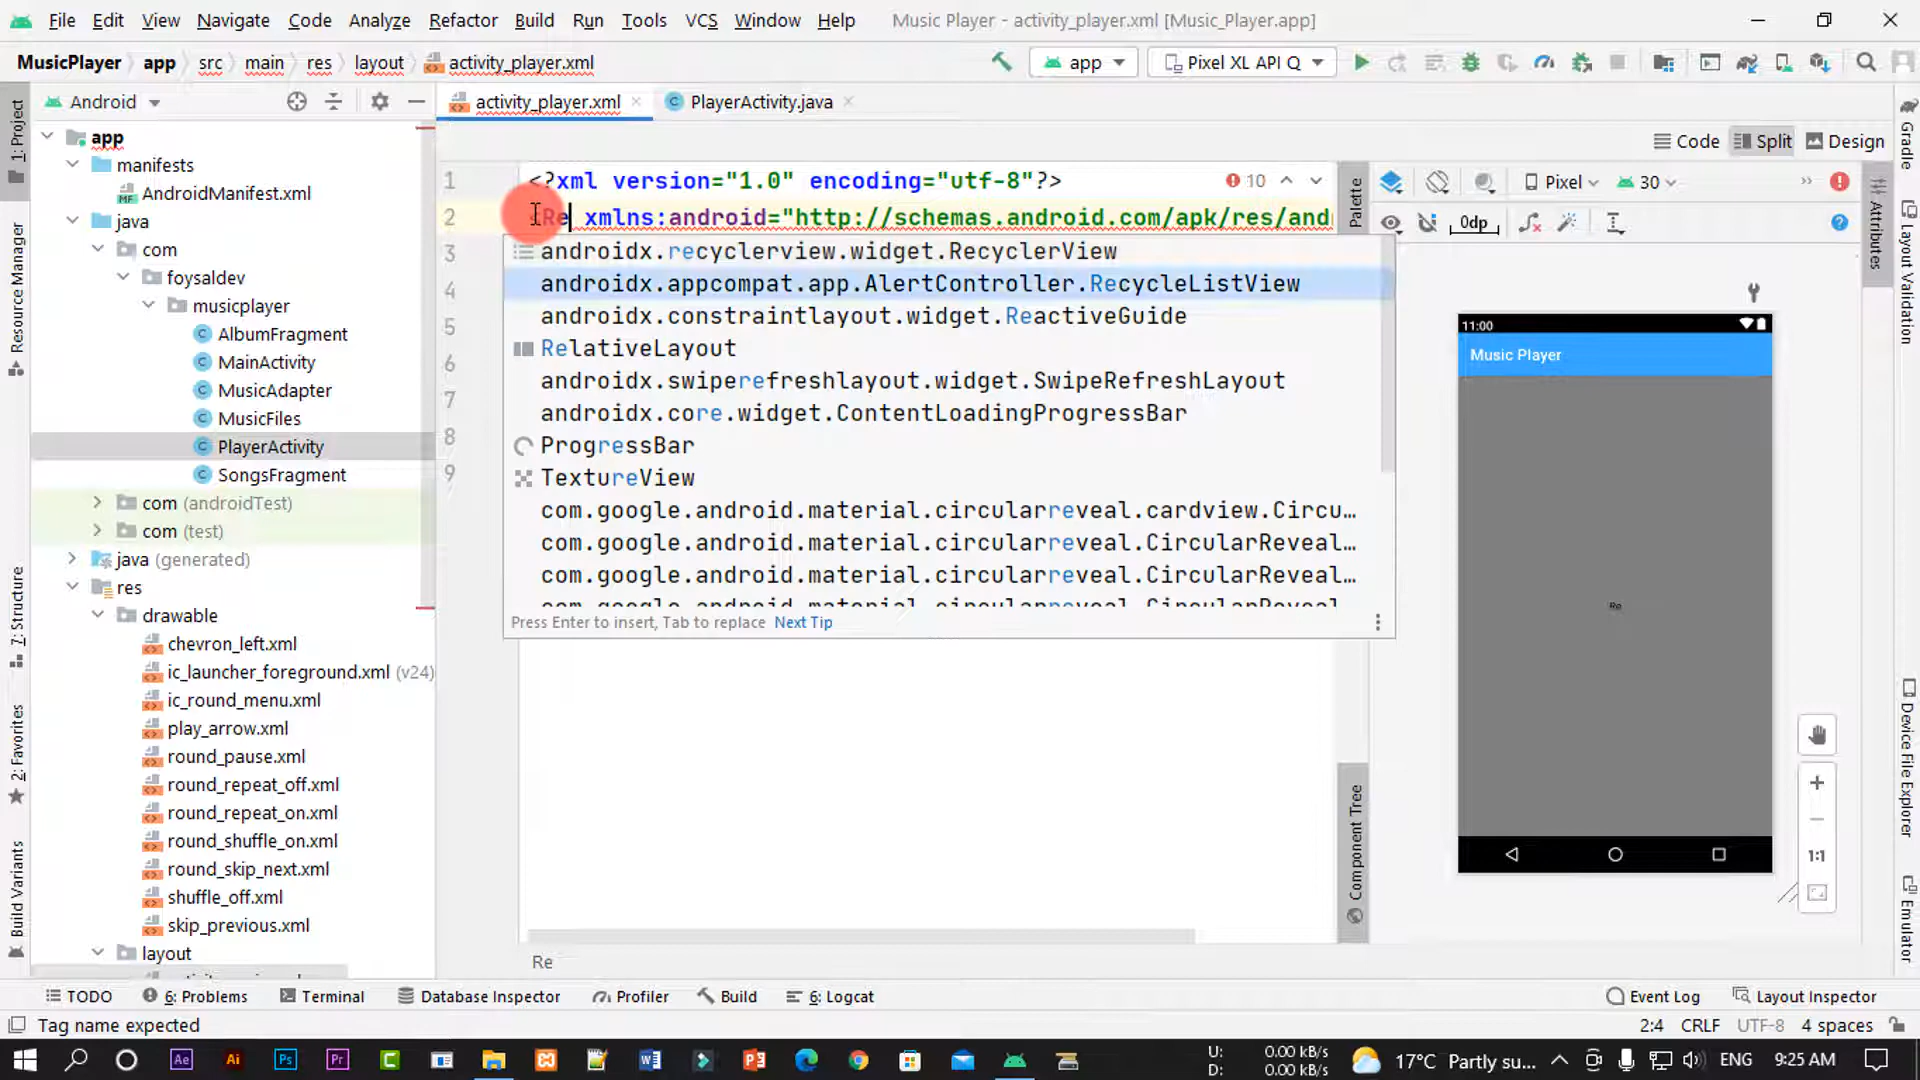 File Edit View Navigate Code Analyze Refactor Build Run Tools VCS Window Help Music Player - activity_player.xml [Music_Player.app]
MusicPlayer app src main res layout activity_player.xml app Pixel XL API Q
Android activity_player.xml PlayerActivity.java
Code Split Design
1: Project
Resource Manager
7: Structure
2: Favorites
Build Variants
app
manifests
AndroidManifest.xml
java
com
foysaldev
musicplayer
AlbumFragment
MainActivity
MusicAdapter
MusicFiles
PlayerActivity
SongsFragment
com (androidTest)
com (test)
java (generated)
res
drawable
chevron_left.xml
ic_launcher_foreground.xml (v24)
ic_round_menu.xml
play_arrow.xml
round_pause.xml
round_repeat_off.xml
round_repeat_on.xml
round_shuffle_on.xml
round_skip_next.xml
shuffle_off.xml
skip_previous.xml
layout
1 <?xml version="1.0" encoding="utf-8"?> 10
2 <Re xmlns:android="http://schemas.android.com/apk/res/and
3
4
5
6
7
8
9
androidx.recyclerview.widget.RecyclerView
androidx.appcompat.app.AlertController.RecycleListView
androidx.constraintlayout.widget.ReactiveGuide
RelativeLayout
androidx.swiperefreshlayout.widget.SwipeRefreshLayout
androidx.core.widget.ContentLoadingProgressBar
ProgressBar
TextureView
com.google.android.material.circularreveal.cardview.Circu…
com.google.android.material.circularreveal.CircularReveal…
com.google.android.material.circularreveal.CircularReveal…
Press Enter to insert, Tab to replace Next Tip
Re
Palette
Component Tree
Pixel 30
0dp
11:00
Music Player
Re
1:1
Attributes
Gradle
Layout Validation
Device File Explorer
Emulator
TODO 6: Problems Terminal Database Inspector Profiler Build 6: Logcat Event Log Layout Inspector
Tag name expected 2:4 CRLF UTF-8 4 spaces
Ae Ai Ps Pr C U: 0.00 kB/s D: 0.00 kB/s 17°C Partly su... ENG 9:25 AM